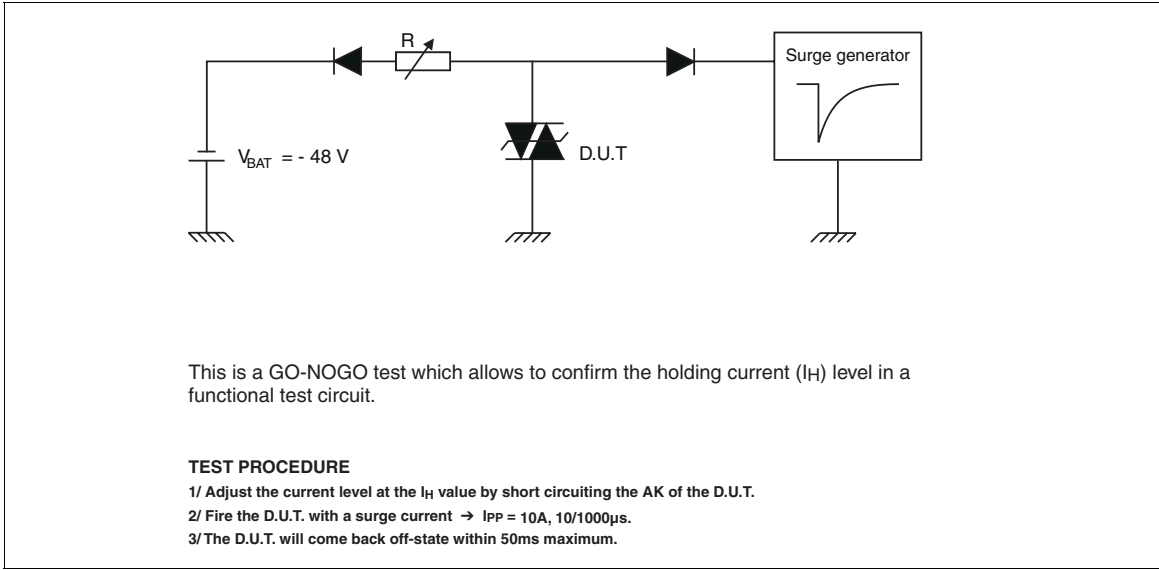 R
Surge generator
VBAT = - 48 V
D.U.T
This is a GO-NOGO test which allows to confirm the holding current (IH) level in a
functional test circuit.
TEST PROCEDURE
1/ Adjust the current level at the IH value by short circuiting the AK of the D.U.T.
2/ Fire the D.U.T. with a surge current ➔ IPP = 10A, 10/1000µs.
3/ The D.U.T. will come back off-state within 50ms maximum.